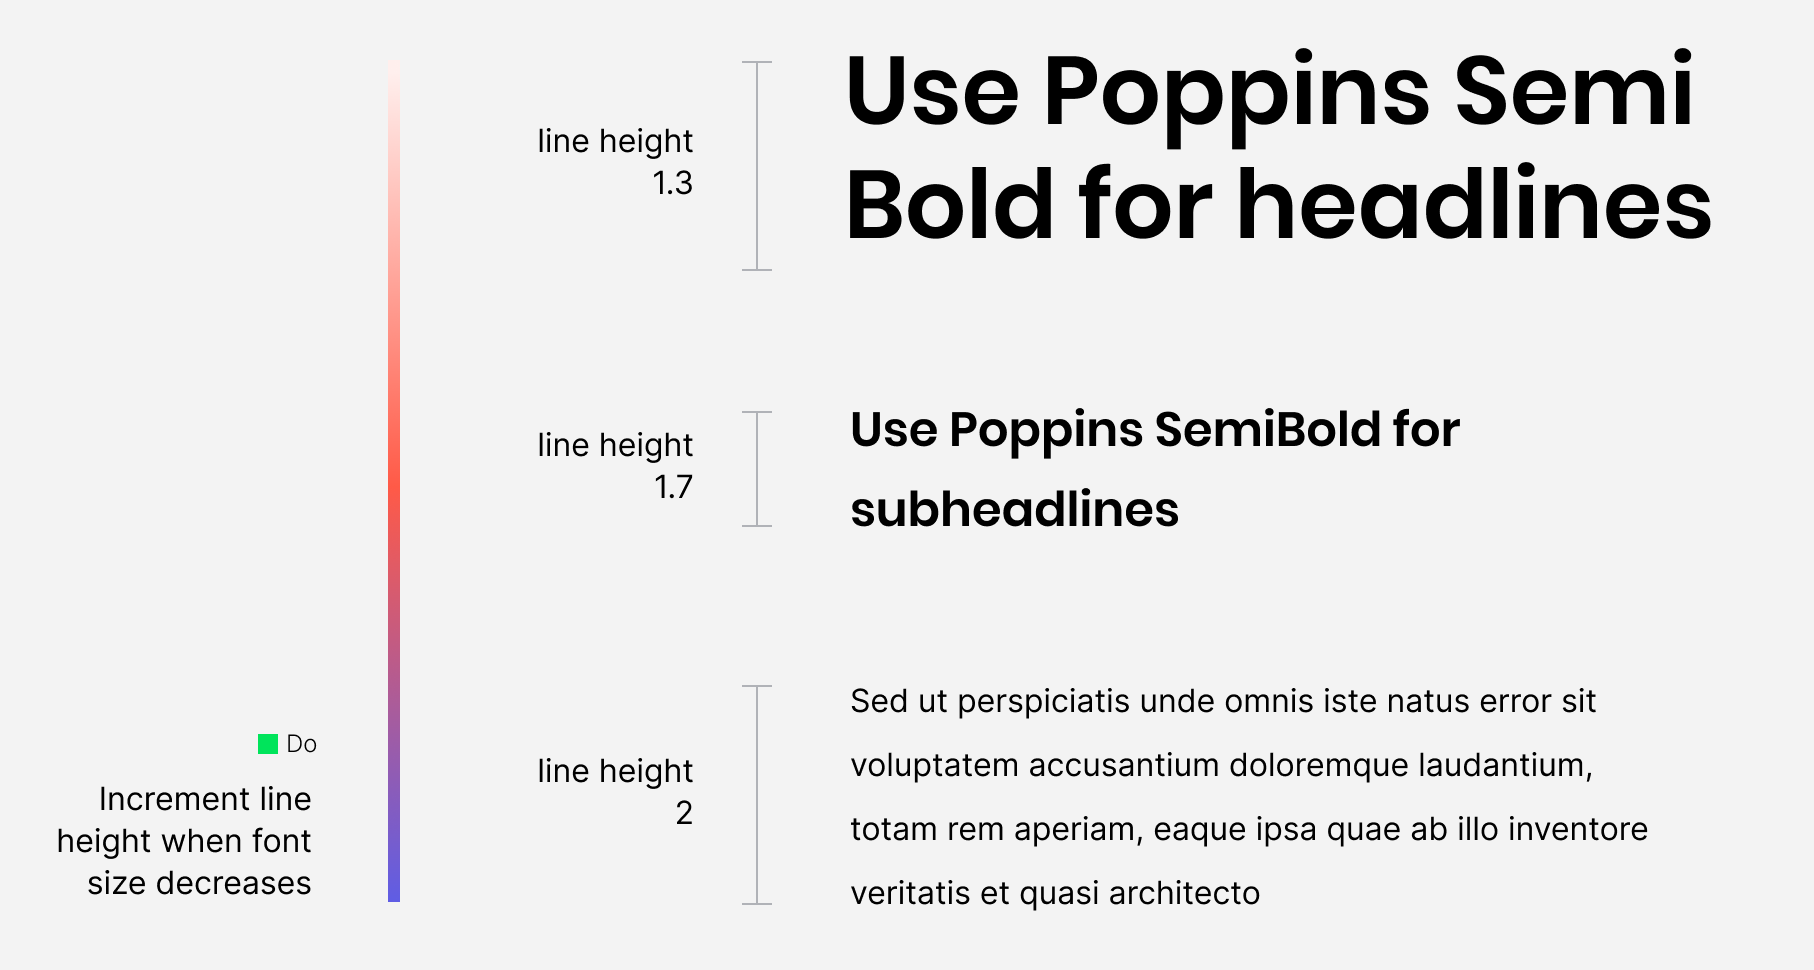 line height
1.3
Use Poppins Semi
Bold for headlines
line height
1.7
Use Poppins SemiBold for
subheadlines
Do
Increment line
height when font
size decreases
line height
2
Sed ut perspiciatis unde omnis iste natus error sit
voluptatem accusantium doloremque laudantium,
totam rem aperiam, eaque ipsa quae ab illo inventore
veritatis et quasi architecto